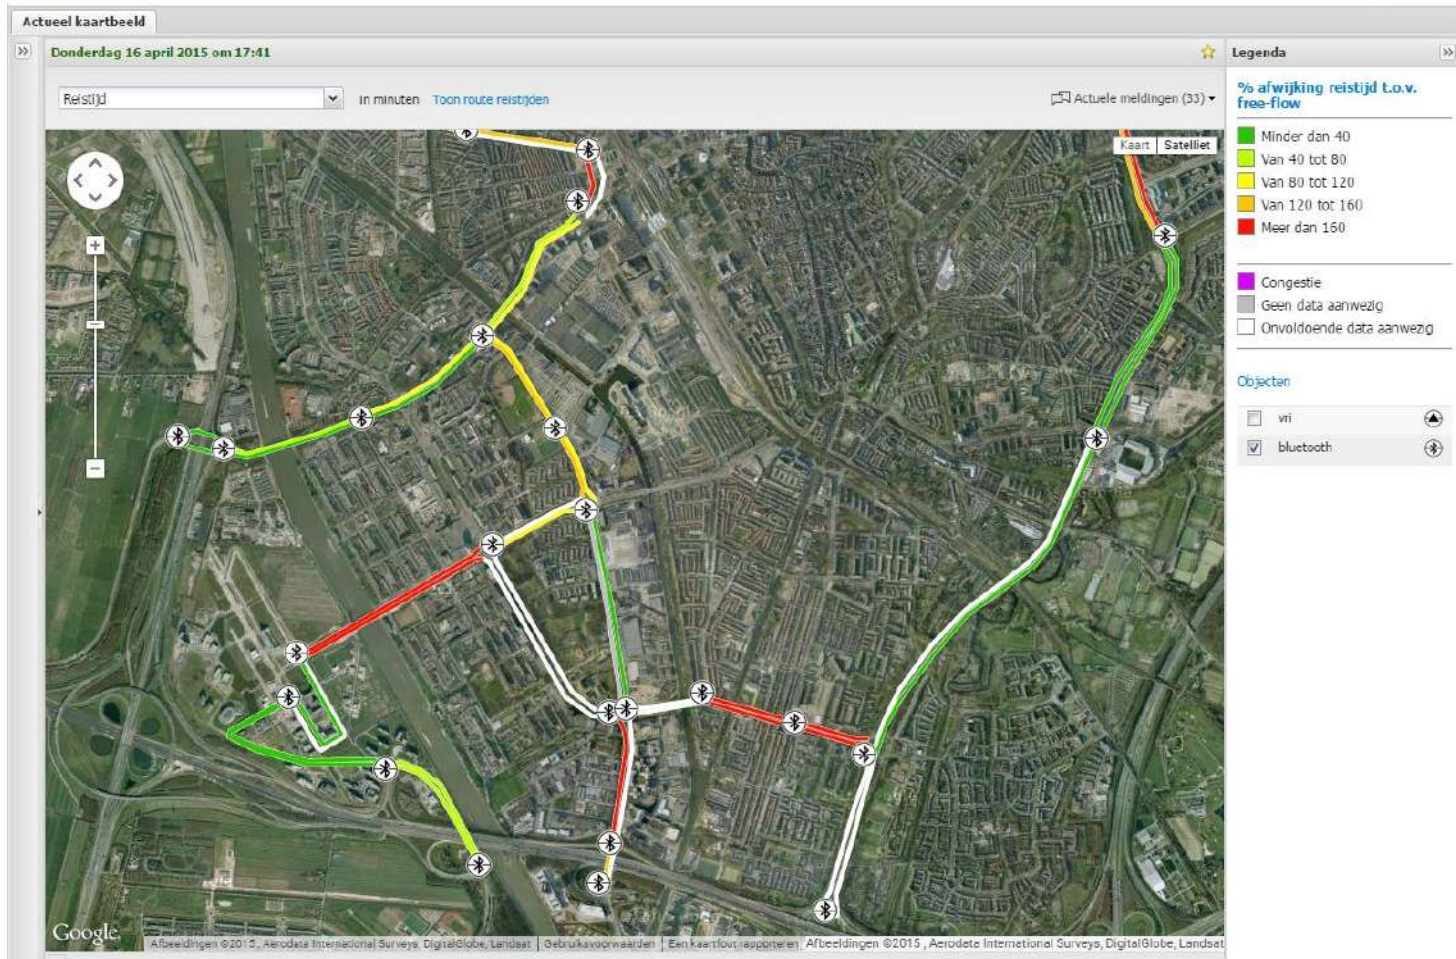 Actueel kaartbeeld
Donderdag 16 april 2015 om 17:41
Reistijd
in minuten
Toon route reistijden
Actuele meldingen (33)
Kaart
Satelliet
Google
Afbeeldingen ©2015 , Aerodata International Surveys, DigitalGlobe, Landsat
Gebruiksvoorwaarden
Een kaartfout rapporteren
Afbeeldingen ©2015 , Aerodata International Surveys, DigitalGlobe, Landsat
Legenda
% afwijking reistijd t.o.v.
free-flow
Minder dan 40
Van 40 tot 80
Van 80 tot 120
Van 120 tot 160
Meer dan 160
Congestie
Geen data aanwezig
Onvoldoende data aanwezig
Objecten
vri
bluetooth